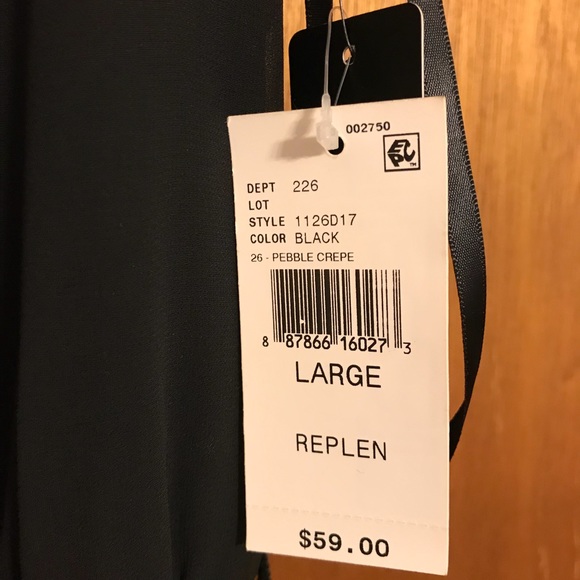 002750
EPC™
DEPT 226
LOT
STYLE 1126D17
COLOR BLACK
26 - PEBBLE CREPE
8 87866 16027 3
LARGE
REPLEN
$59.00